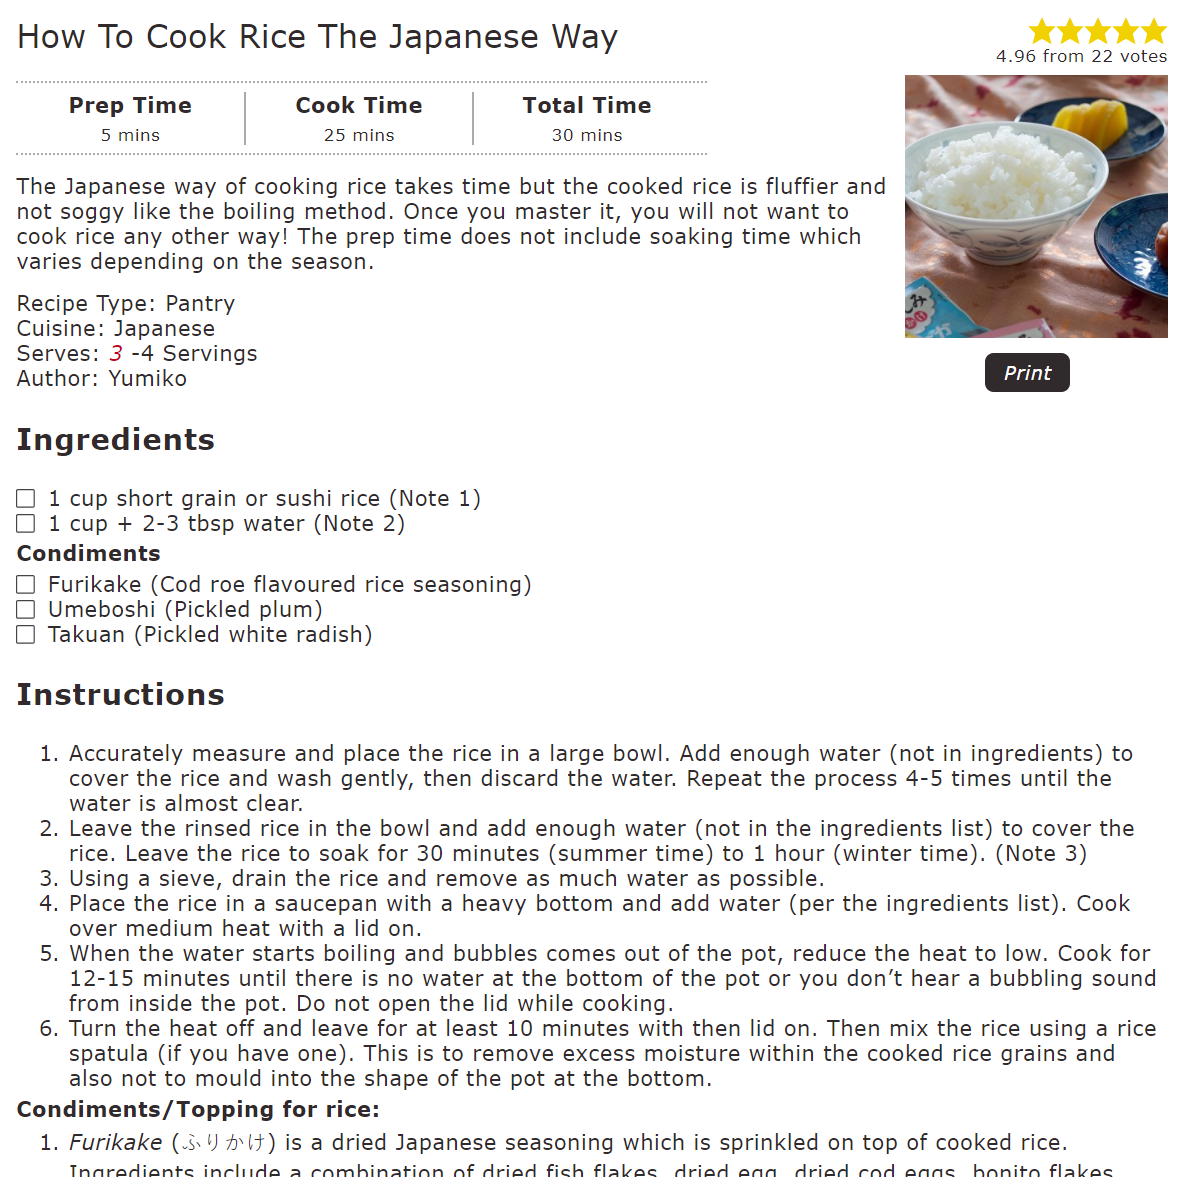 How To Cook Rice The Japanese Way
4.96 from 22 votes
Prep Time
5 mins
Cook Time
25 mins
Total Time
30 mins
The Japanese way of cooking rice takes time but the cooked rice is fluffier and
not soggy like the boiling method. Once you master it, you will not want to
cook rice any other way! The prep time does not include soaking time which
varies depending on the season.
Recipe Type: Pantry
Cuisine: Japanese
Serves: 3 -4 Servings
Author: Yumiko
Print
Ingredients
1 cup short grain or sushi rice (Note 1)
1 cup + 2-3 tbsp water (Note 2)
Condiments
Furikake (Cod roe flavoured rice seasoning)
Umeboshi (Pickled plum)
Takuan (Pickled white radish)
Instructions
1. Accurately measure and place the rice in a large bowl. Add enough water (not in ingredients) to
cover the rice and wash gently, then discard the water. Repeat the process 4-5 times until the
water is almost clear.
2. Leave the rinsed rice in the bowl and add enough water (not in the ingredients list) to cover the
rice. Leave the rice to soak for 30 minutes (summer time) to 1 hour (winter time). (Note 3)
3. Using a sieve, drain the rice and remove as much water as possible.
4. Place the rice in a saucepan with a heavy bottom and add water (per the ingredients list). Cook
over medium heat with a lid on.
5. When the water starts boiling and bubbles comes out of the pot, reduce the heat to low. Cook for
12-15 minutes until there is no water at the bottom of the pot or you don’t hear a bubbling sound
from inside the pot. Do not open the lid while cooking.
6. Turn the heat off and leave for at least 10 minutes with then lid on. Then mix the rice using a rice
spatula (if you have one). This is to remove excess moisture within the cooked rice grains and
also not to mould into the shape of the pot at the bottom.
Condiments/Topping for rice:
1. Furikake (ふりかけ) is a dried Japanese seasoning which is sprinkled on top of cooked rice.
Ingredients include a combination of dried fish flakes, dried egg, dried cod eggs, bonito flakes,